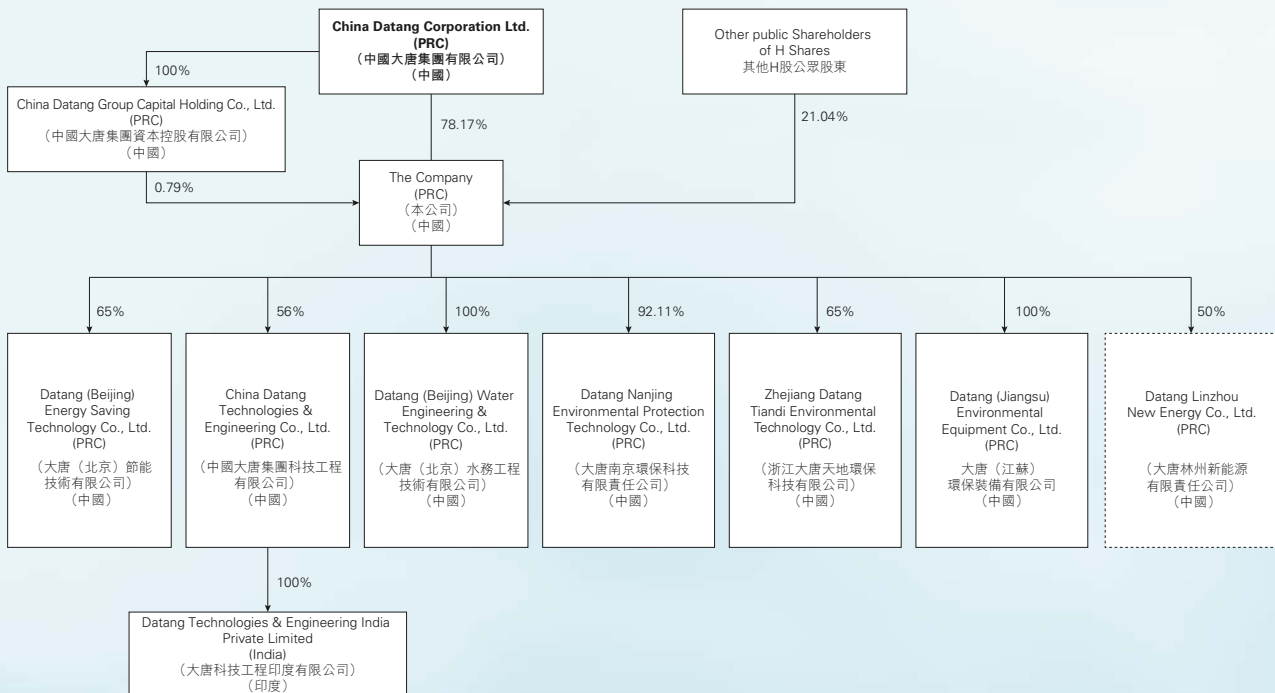 China Datang Corporation Ltd.
(PRC)
（中國大唐集團有限公司）
（中國）
Other public Shareholders
of H Shares
其他H股公眾股東
100%
China Datang Group Capital Holding Co., Ltd.
(PRC)
（中國大唐集團資本控股有限公司）
（中國）
78.17%
21.04%
0.79%
The Company
(PRC)
（本公司）
（中國）
65%
56%
100%
92.11%
65%
100%
50%
Datang (Beijing)
Energy Saving
Technology Co., Ltd.
(PRC)
（大唐（北京）節能
技術有限公司）
（中國）
China Datang
Technologies &
Engineering Co., Ltd.
(PRC)
（中國大唐集團科技工程
有限公司）
（中國）
Datang (Beijing) Water
Engineering &
Technology Co., Ltd.
(PRC)
（大唐（北京）水務工程
技術有限公司）
（中國）
Datang Nanjing
Environmental Protection
Technology Co., Ltd.
(PRC)
（大唐南京環保科技
有限責任公司）
（中國）
Zhejiang Datang
Tiandi Environmental
Technology Co., Ltd.
(PRC)
（浙江大唐天地環保
科技有限公司）
（中國）
Datang (Jiangsu)
Environmental
Equipment Co., Ltd.
(PRC)
大唐（江蘇）
環保裝備有限公司
（中國）
Datang Linzhou
New Energy Co., Ltd.
(PRC)
（大唐林州新能源
有限責任公司）
（中國）
100%
Datang Technologies & Engineering India
Private Limited
(India)
（大唐科技工程印度有限公司）
（印度）